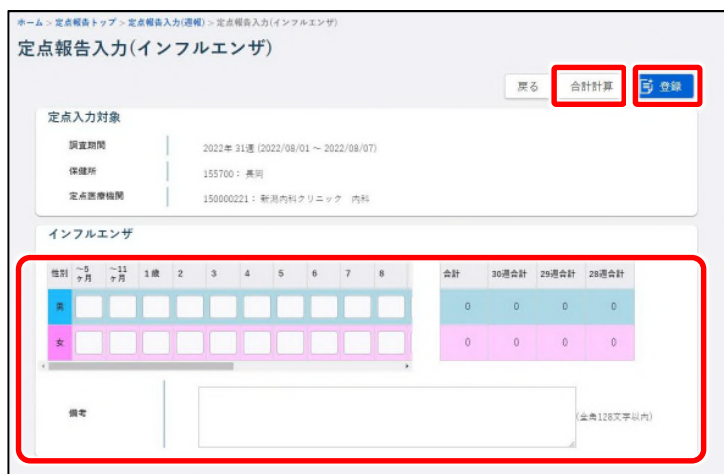 ホーム > 定点報告トップ > 定点報告入力(週報) > 定点報告入力(インフルエンザ)
定点報告入力(インフルエンザ)
戻る 合計計算 登録
定点入力対象
調査期間 2022年 31週 (2022/08/01 ～ 2022/08/07)
保健所 155700： 長岡
定点医療機関 150000221： 新潟内科クリニック 内科
インフルエンザ
性別 ～5ヶ月 ～11ヶ月 1歳 2 3 4 5 6 7 8 合計 30週合計 29週合計 28週合計
男 0 0 0 0
女 0 0 0 0
備考 (全角128文字以内)